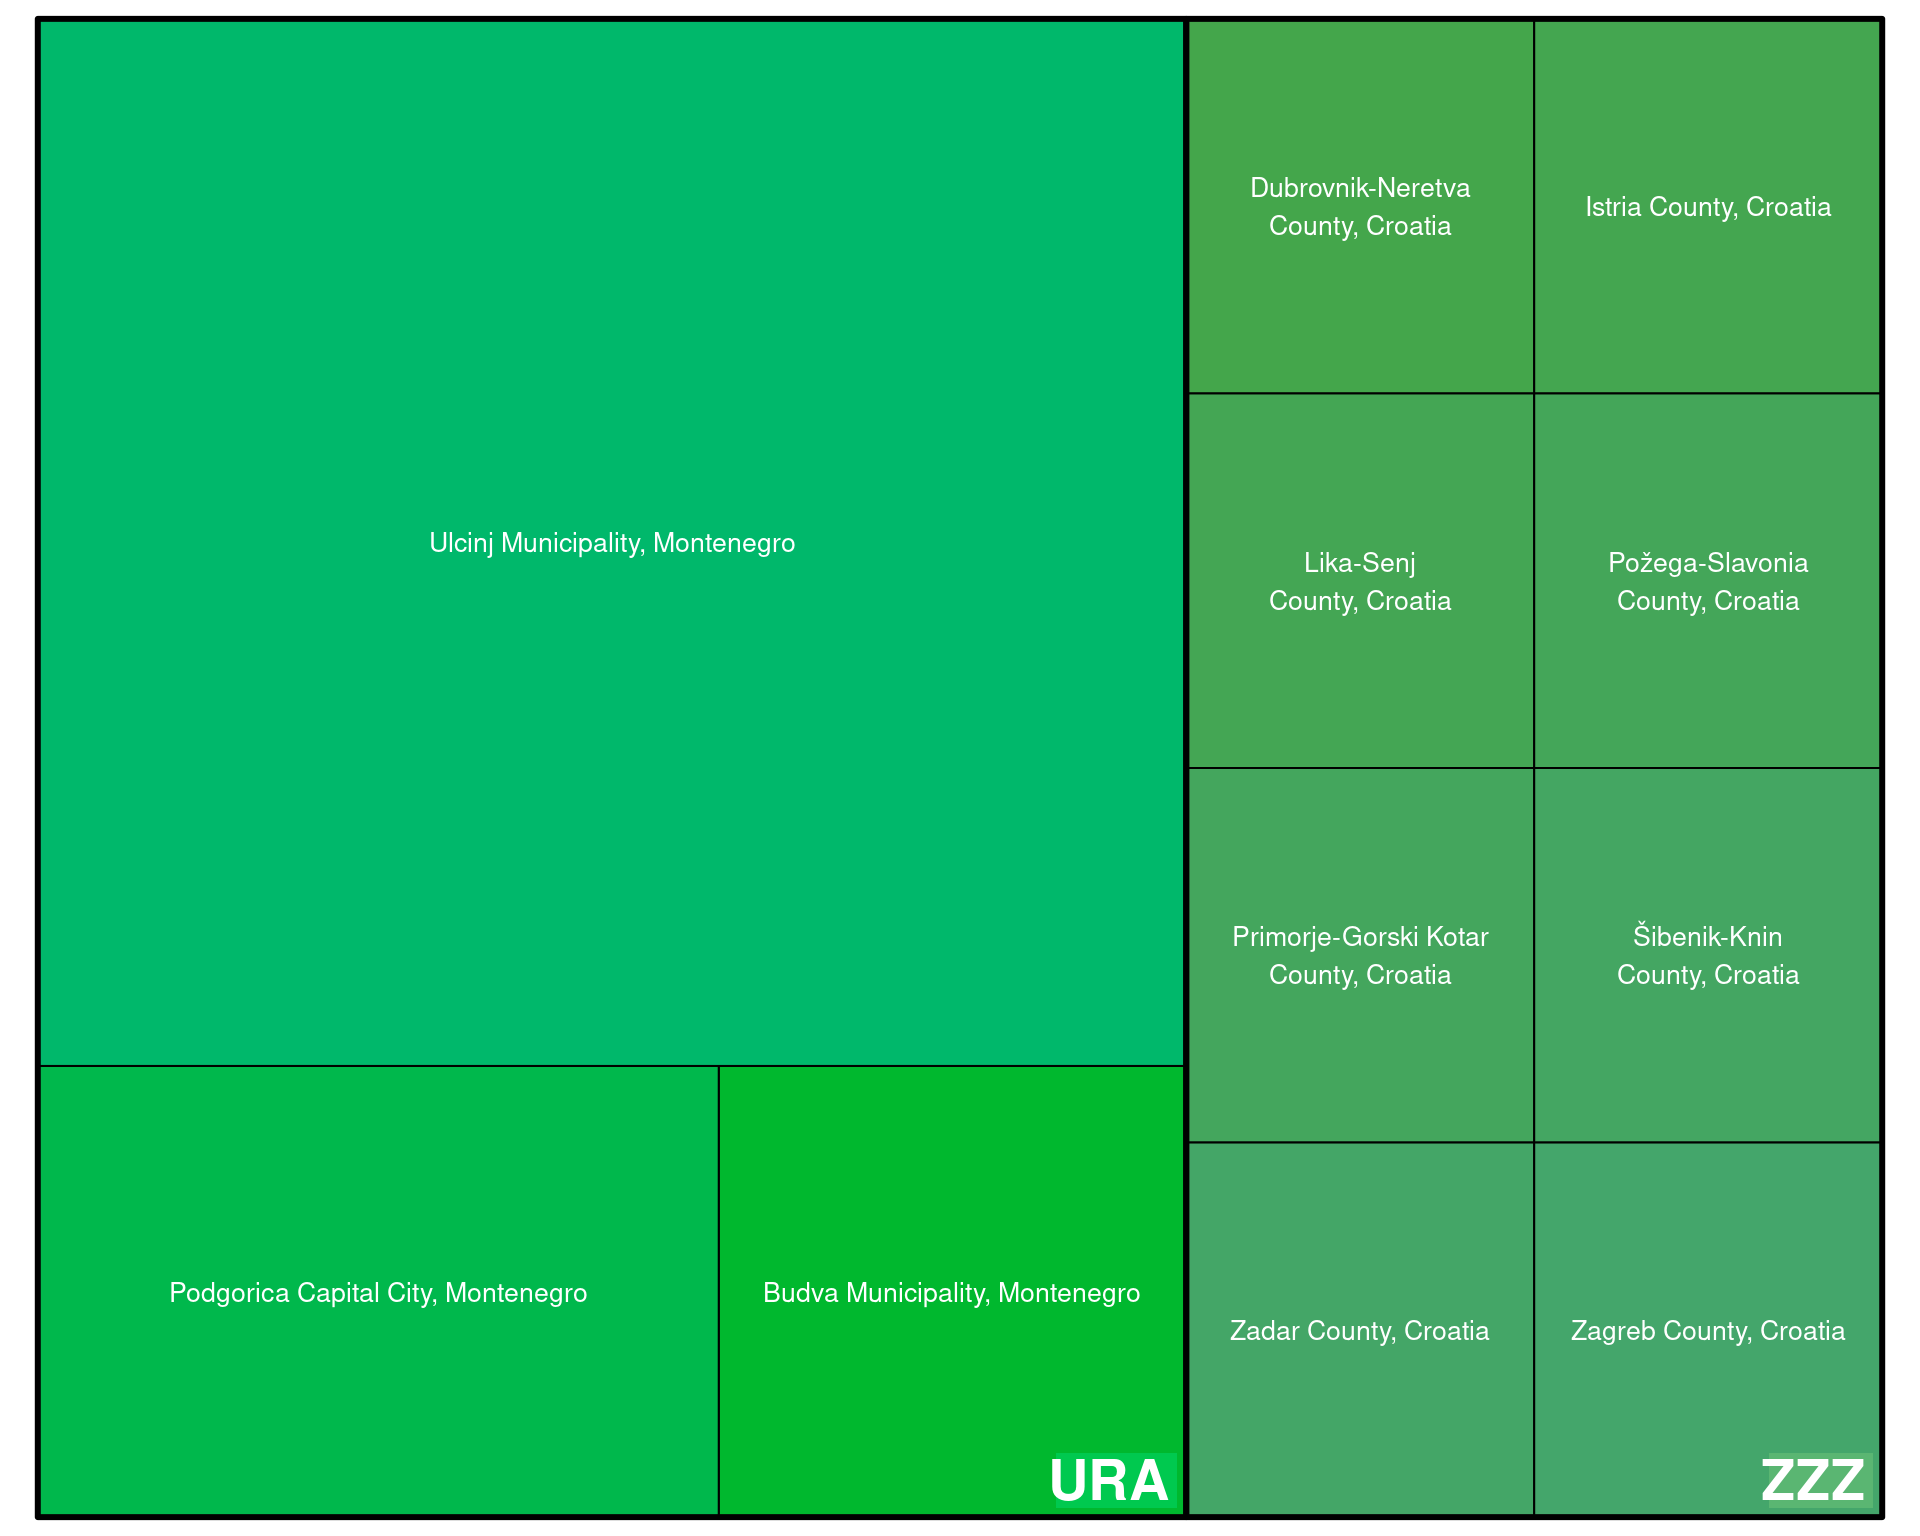 Ulcinj Municipality, Montenegro
Podgorica Capital City, Montenegro
Budva Municipality, Montenegro
URA
Dubrovnik-Neretva
County, Croatia
Istria County, Croatia
Lika-Senj
County, Croatia
Požega-Slavonia
County, Croatia
Primorje-Gorski Kotar
County, Croatia
Šibenik-Knin
County, Croatia
Zadar County, Croatia
Zagreb County, Croatia
ZZZ